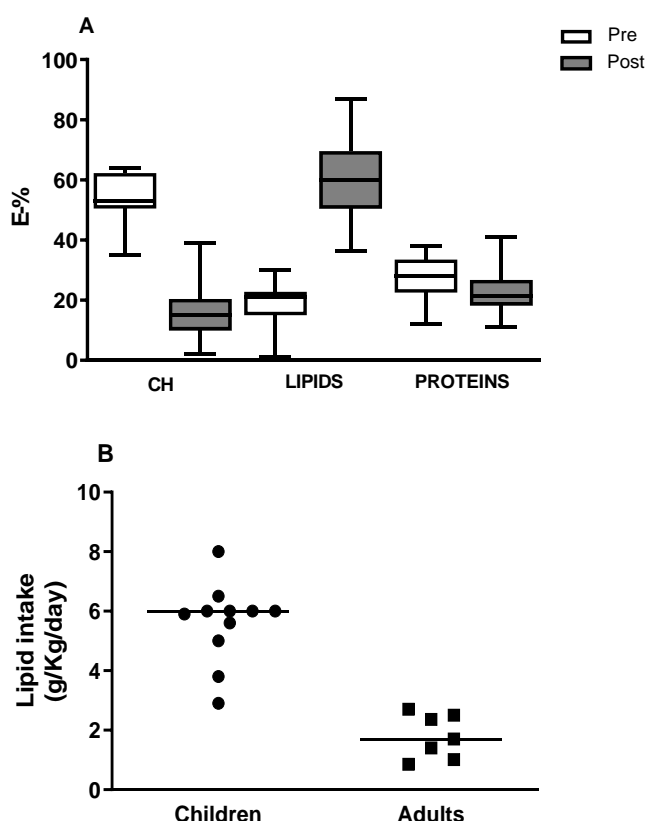 A
Pre
Post
100
80
60
40
20
0
E-%
CH LIPIDS PROTEINS
B
10
8
6
4
2
0
Lipid intake
(g/Kg/day)
Children Adults